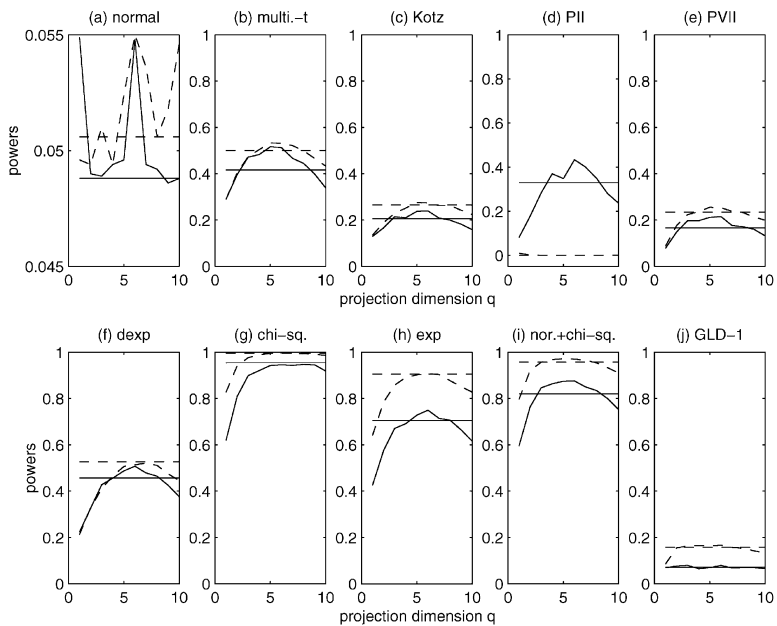 (a) normal
(b) multi.−t
(c) Kotz
(d) PII
(e) PVII
powers
0.055
0.05
0.045
0 5 10
1
0.8
0.6
0.4
0.2
0
0 5 10
1
0.8
0.6
0.4
0.2
0
0 5 10
1
0.8
0.6
0.4
0.2
0
0 5 10
1
0.8
0.6
0.4
0.2
0
0 5 10
projection dimension q
(f) dexp
(g) chi−sq.
(h) exp
(i) nor.+chi−sq.
(j) GLD−1
powers
1
0.8
0.6
0.4
0.2
0
0 5 10
1
0.8
0.6
0.4
0.2
0
0 5 10
1
0.8
0.6
0.4
0.2
0
0 5 10
1
0.8
0.6
0.4
0.2
0
0 5 10
1
0.8
0.6
0.4
0.2
0
0 5 10
projection dimension q